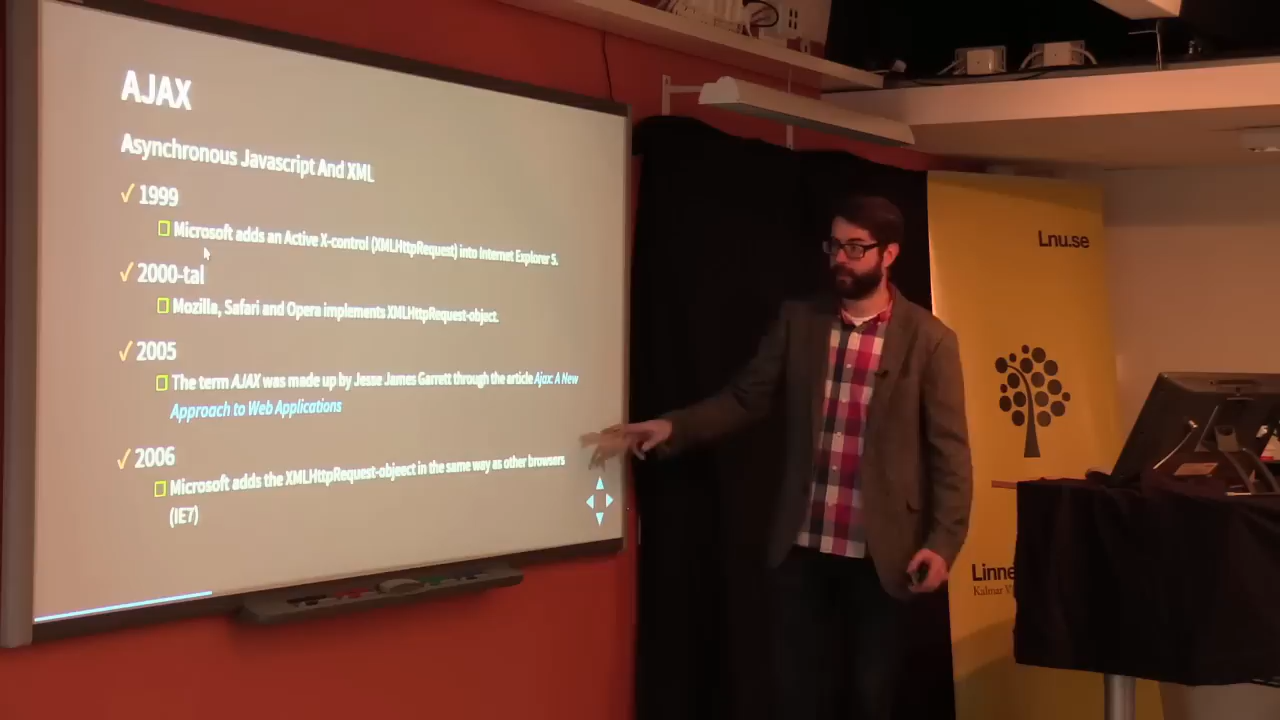 AJAX
Asynchronous Javascript And XML
✓ 1999
Microsoft adds an Active X-control (XMLHttpRequest) into Internet Explorer 5.
✓ 2000-tal
Mozilla, Safari and Opera implements XMLHttpRequest-object.
✓ 2005
The term AJAX was made up by Jesse James Garrett through the article Ajax: A New
Approach to Web Applications
✓ 2006
Microsoft adds the XMLHttpRequest-objeect in the same way as other browsers
(IE7)
Lnu.se
Linne
Kalmar V